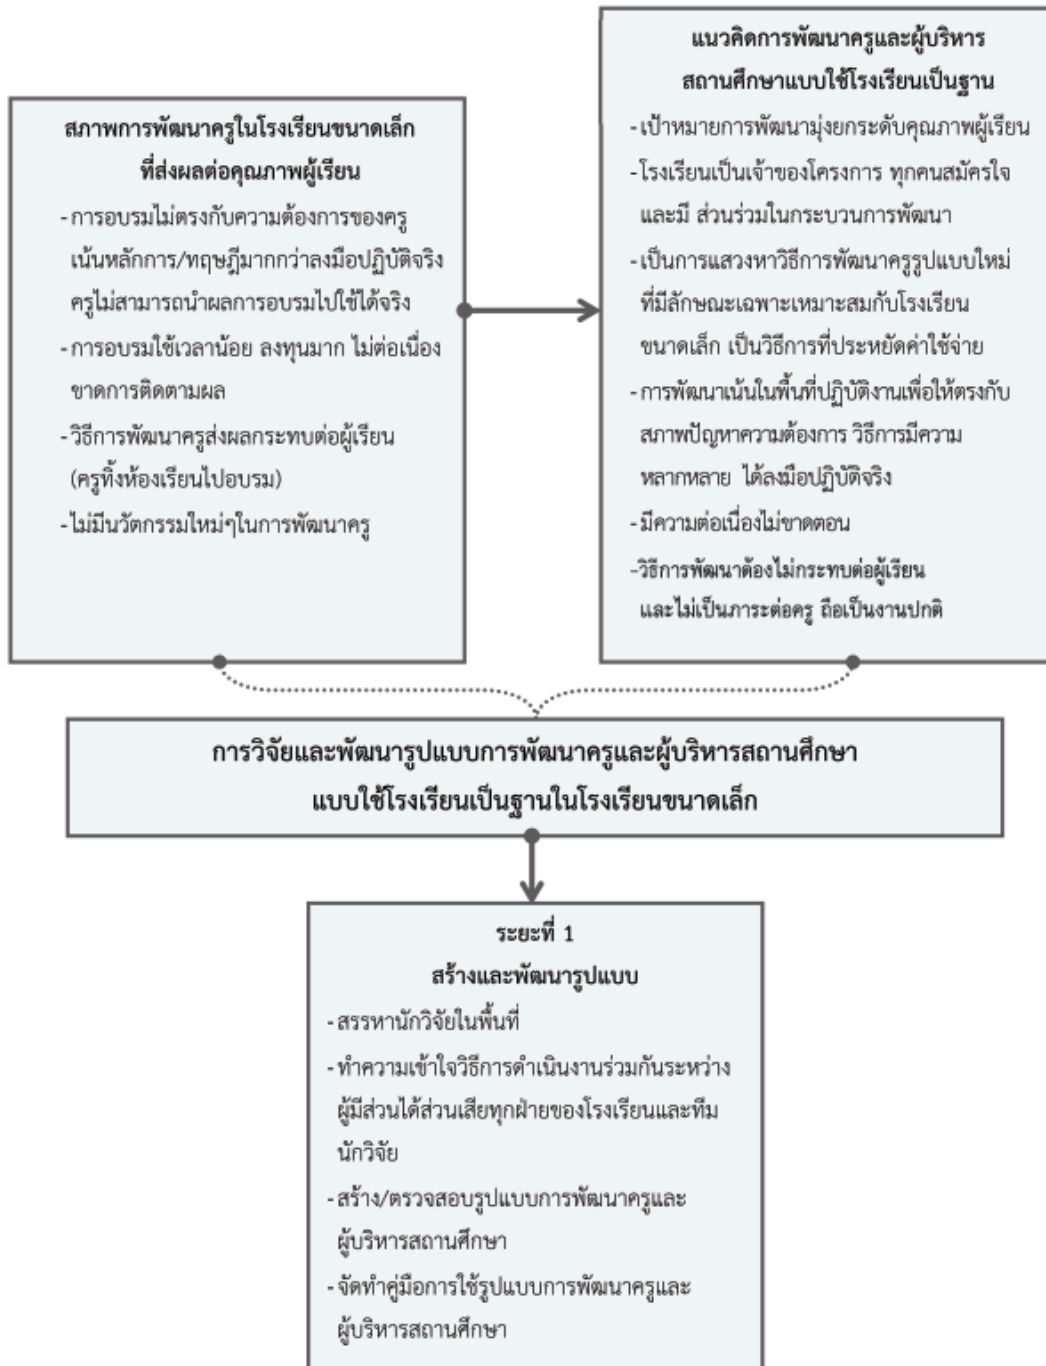 สภาพการพัฒนาครูในโรงเรียนขนาดเล็ก
ที่ส่งผลต่อคุณภาพผู้เรียน
-การอบรมไม่ตรงกับความต้องการของครู
เน้นหลักการ/ทฤษฎีมากกว่าลงมือปฏิบัติจริง
ครูไม่สามารถนำผลการอบรมไปใช้ได้จริง
-การอบรมใช้เวลาน้อย ลงทุนมาก ไม่ต่อเนื่อง
ขาดการติดตามผล
-วิธีการพัฒนาครูส่งผลกระทบต่อผู้เรียน
(ครูทิ้งห้องเรียนไปอบรม)
-ไม่มีนวัตกรรมใหม่ๆในการพัฒนาครู
แนวคิดการพัฒนาครูและผู้บริหาร
สถานศึกษาแบบใช้โรงเรียนเป็นฐาน
-เป้าหมายการพัฒนามุ่งยกระดับคุณภาพผู้เรียน
-โรงเรียนเป็นเจ้าของโครงการ ทุกคนสมัครใจ
และมี ส่วนร่วมในกระบวนการพัฒนา
-เป็นการแสวงหาวิธีการพัฒนาครูรูปแบบใหม่
ที่มีลักษณะเฉพาะเหมาะสมกับโรงเรียน
ขนาดเล็ก เป็นวิธีการที่ประหยัดค่าใช้จ่าย
-การพัฒนาเน้นในพื้นที่ปฏิบัติงานเพื่อให้ตรงกับ
สภาพปัญหาความต้องการ วิธีการมีความ
หลากหลาย ได้ลงมือปฏิบัติจริง
-มีความต่อเนื่องไม่ขาดตอน
-วิธีการพัฒนาต้องไม่กระทบต่อผู้เรียน
และไม่เป็นภาระต่อครู ถือเป็นงานปกติ
การวิจัยและพัฒนารูปแบบการพัฒนาครูและผู้บริหารสถานศึกษา
แบบใช้โรงเรียนเป็นฐานในโรงเรียนขนาดเล็ก
ระยะที่ 1
สร้างและพัฒนารูปแบบ
-สรรหานักวิจัยในพื้นที่
-ทำความเข้าใจวิธีการดำเนินงานร่วมกันระหว่าง
ผู้มีส่วนได้ส่วนเสียทุกฝ่ายของโรงเรียนและทีม
นักวิจัย
-สร้าง/ตรวจสอบรูปแบบการพัฒนาครูและ
ผู้บริหารสถานศึกษา
-จัดทำคู่มือการใช้รูปแบบการพัฒนาครูและ
ผู้บริหารสถานศึกษา